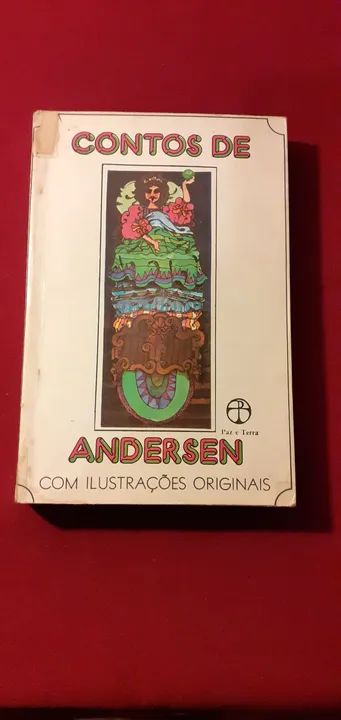 CONTOS DE
Paz e Terra
ANDERSEN
COM ILUSTRAÇÕES ORIGINAIS